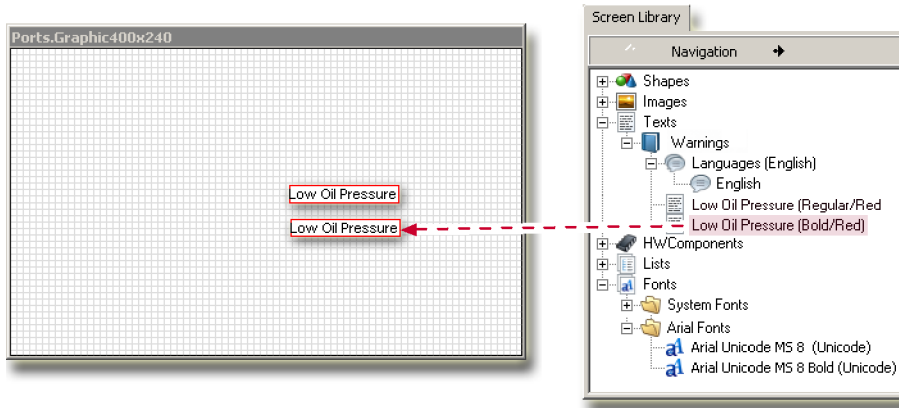 Ports.Graphic400x240
Low Oil Pressure
Low Oil Pressure
Screen Library
Navigation
Shapes
Images
Texts
Warnings
Languages (English)
English
Low Oil Pressure (Regular/Red
Low Oil Pressure (Bold/Red)
HWComponents
Lists
Fonts
System Fonts
Arial Fonts
Arial Unicode MS 8 (Unicode)
Arial Unicode MS 8 Bold (Unicode)